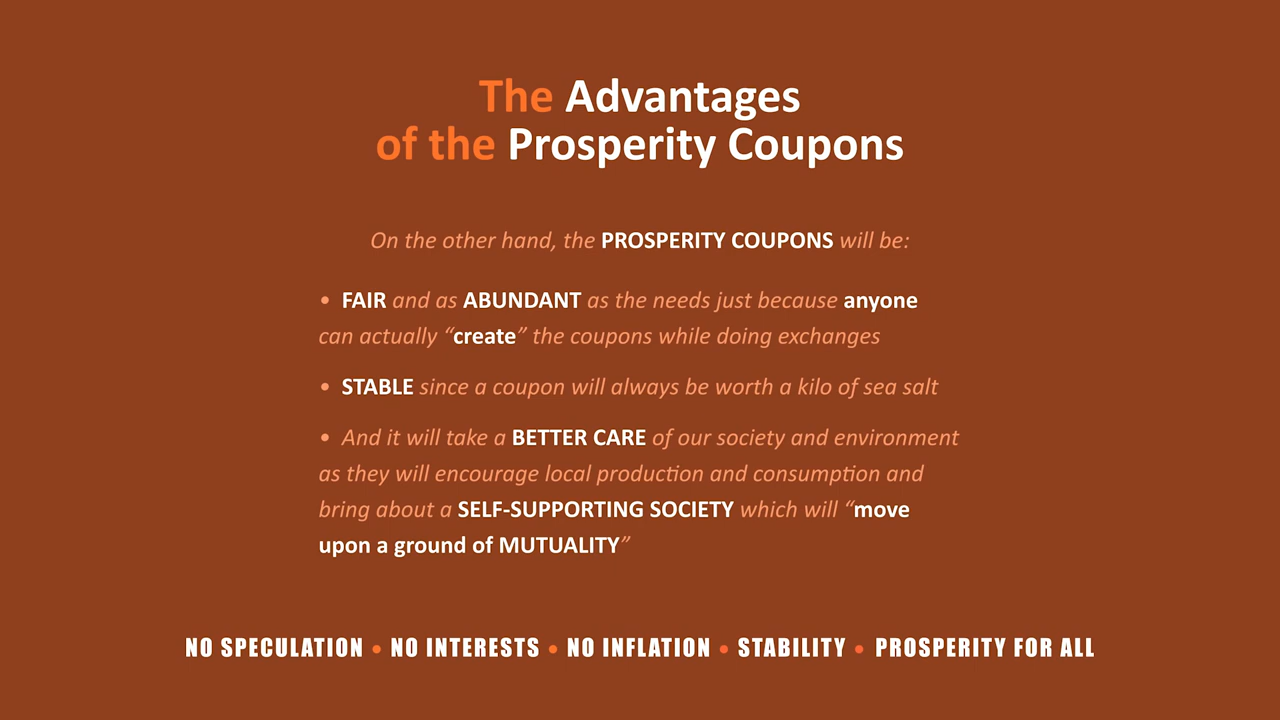 The Advantages
of the Prosperity Coupons
On the other hand, the PROSPERITY COUPONS will be:
• FAIR and as ABUNDANT as the needs just because anyone
can actually “create” the coupons while doing exchanges
• STABLE since a coupon will always be worth a kilo of sea salt
• And it will take a BETTER CARE of our society and environment
as they will encourage local production and consumption and
bring about a SELF-SUPPORTING SOCIETY which will “move
upon a ground of MUTUALITY”
NO SPECULATION • NO INTERESTS • NO INFLATION • STABILITY • PROSPERITY FOR ALL